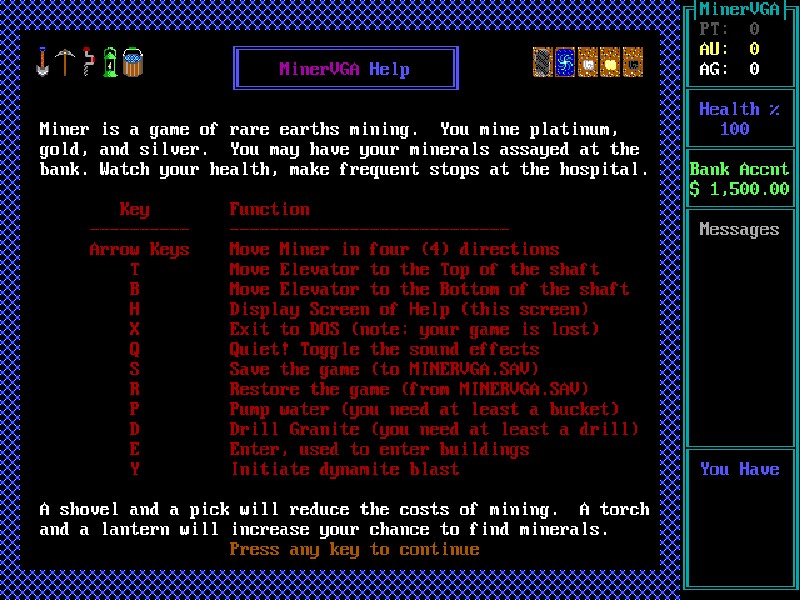 MinerVGA Help
Miner is a game of rare earths mining.  You mine platinum,
gold, and silver.  You may have your minerals assayed at the
bank. Watch your health, make frequent stops at the hospital.
Key Function
---------- ----------------------------
Arrow Keys Move Miner in four (4) directions
T Move Elevator to the Top of the shaft
B Move Elevator to the Bottom of the shaft
H Display Screen of Help (this screen)
X Exit to DOS (note: your game is lost)
Q Quiet! Toggle the sound effects
S Save the game (to MINERVGA.SAV)
R Restore the game (from MINERVGA.SAV)
P Pump water (you need at least a bucket)
D Drill Granite (you need at least a drill)
E Enter, used to enter buildings
Y Initiate dynamite blast
A shovel and a pick will reduce the costs of mining.  A torch
and a lantern will increase your chance to find minerals.
Press any key to continue
MinerVGA
PT: 0
AU: 0
AG: 0
Health %
100
Bank Accnt
$ 1,500.00
Messages
You Have